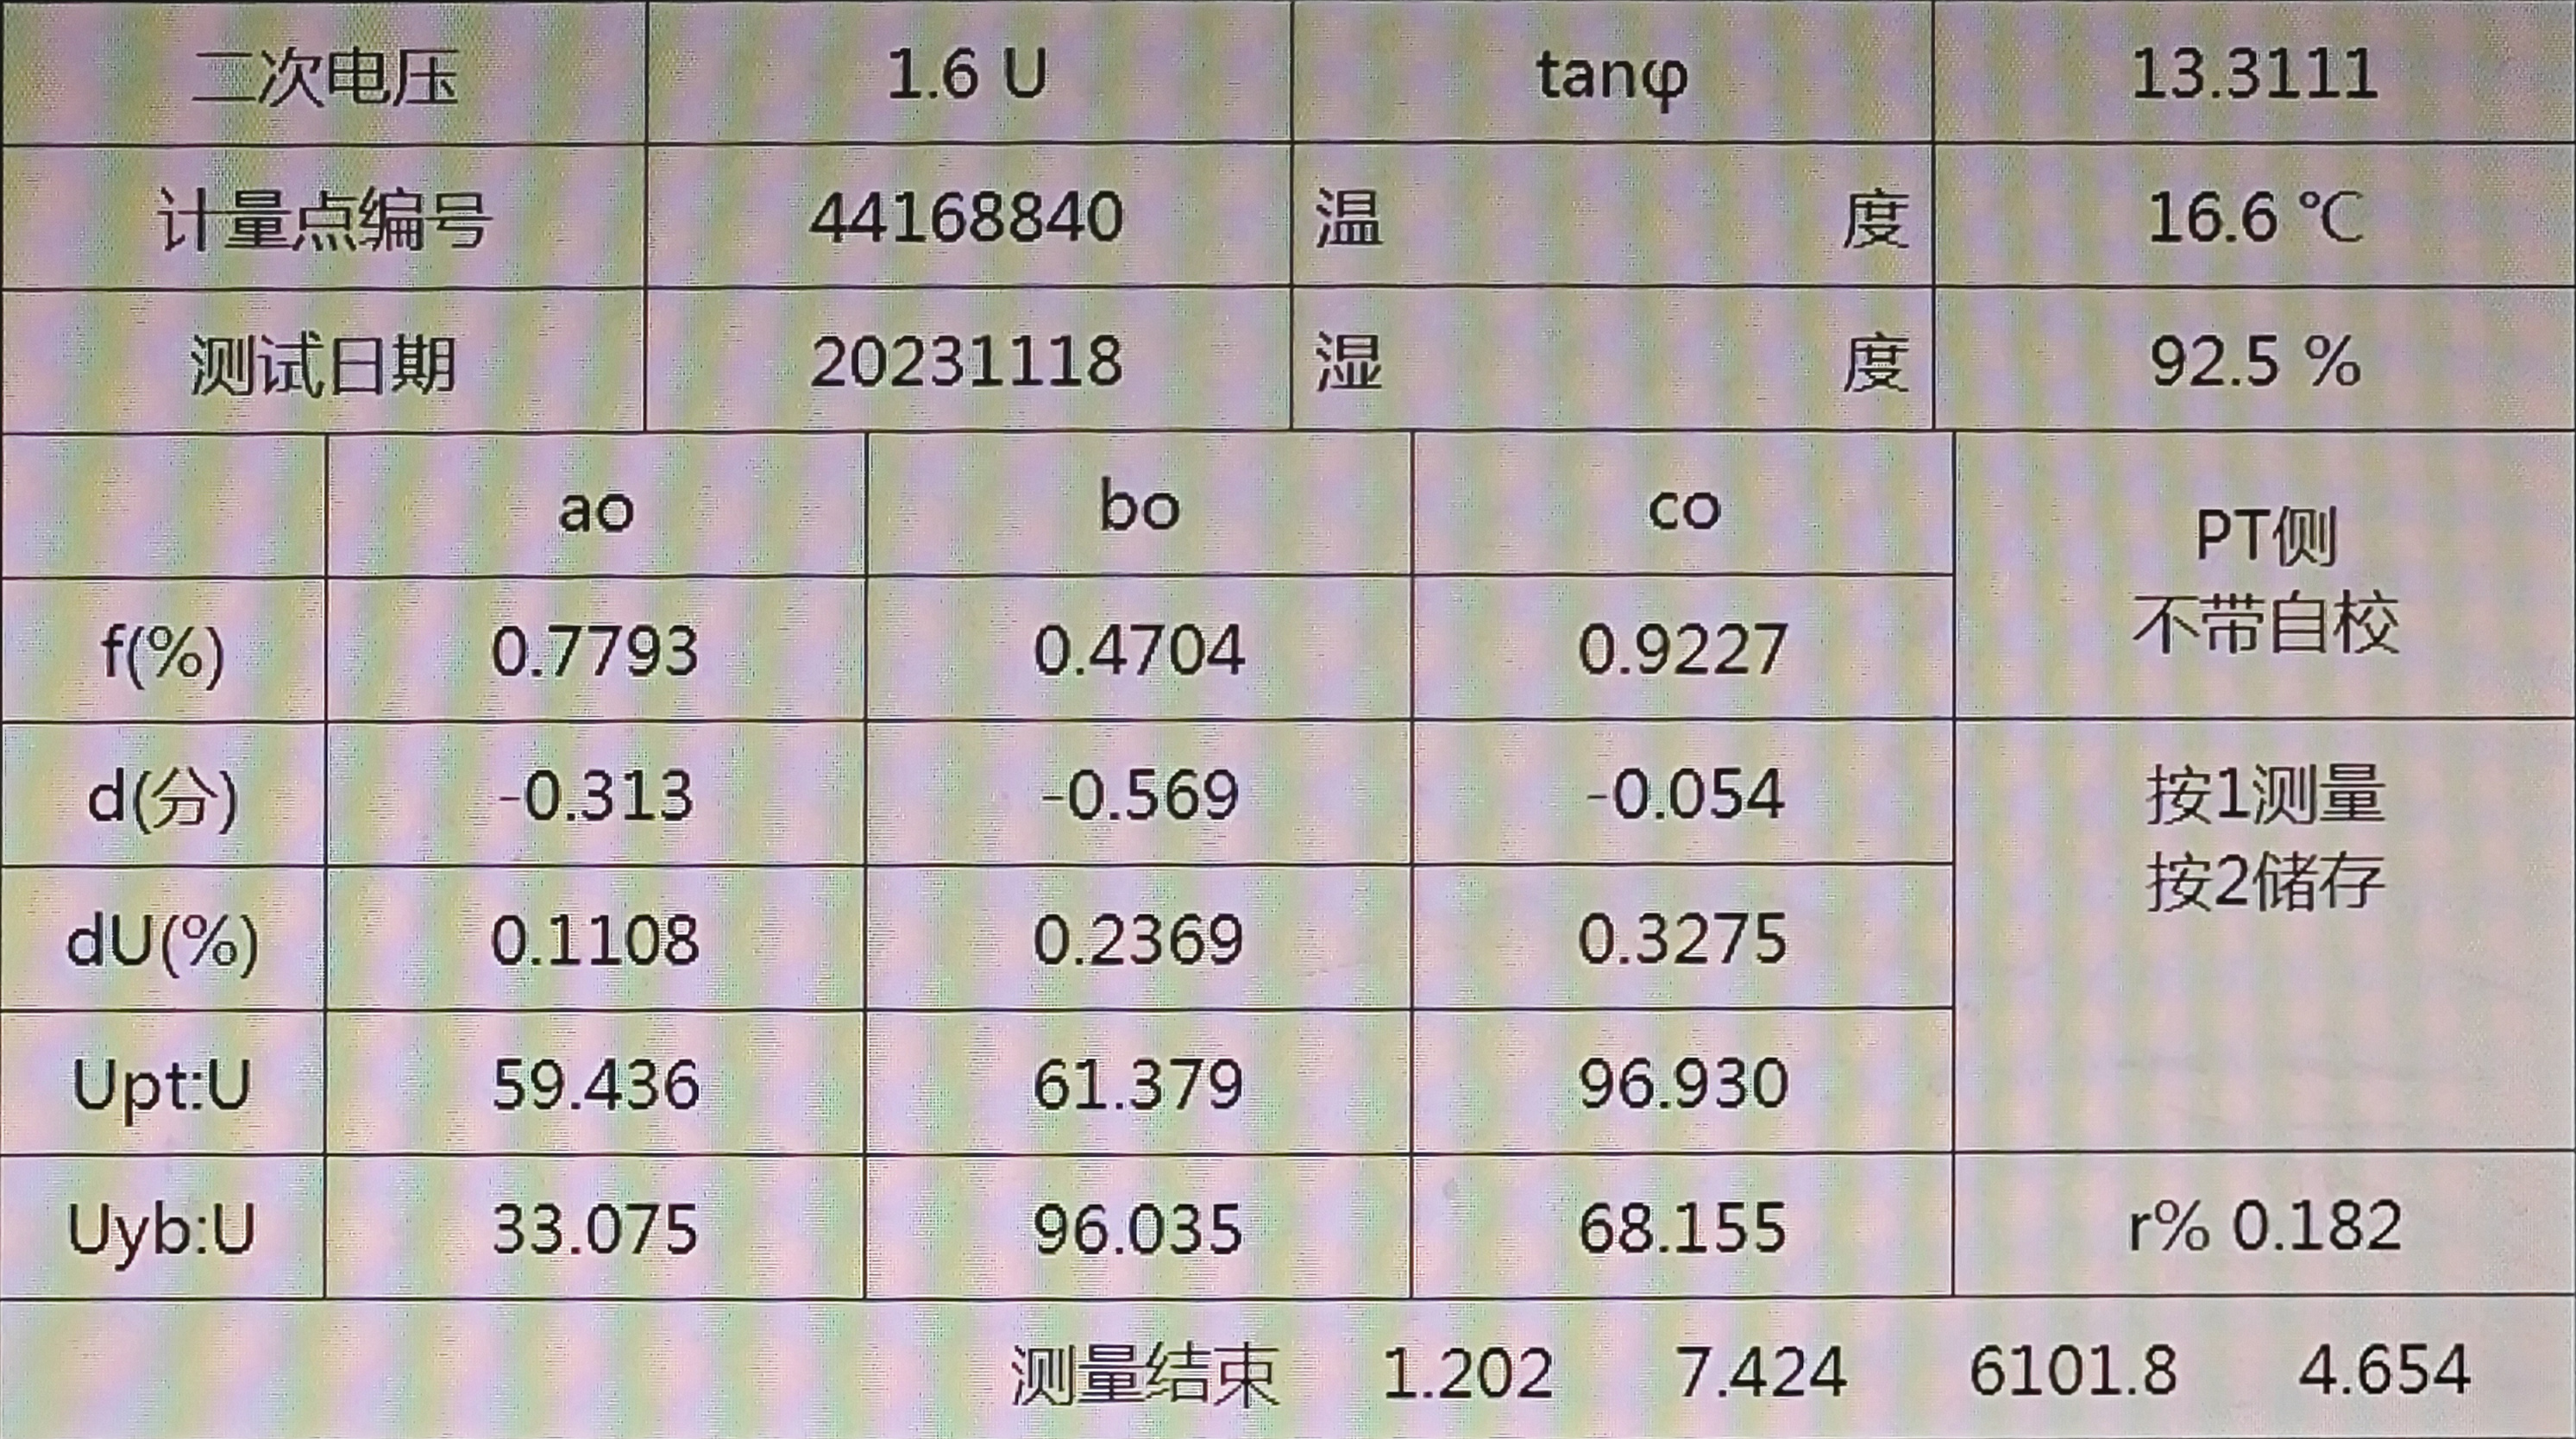 二次电压 1.6 U tanφ 13.3111
计量点编号 44168840 温度 16.6 ℃
测试日期 20231118 湿度 92.5 %
ao bo co PT侧
不带自校
f(%) 0.7793 0.4704 0.9227
d(分) -0.313 -0.569 -0.054 按1测量
按2储存
dU(%) 0.1108 0.2369 0.3275
Upt:U 59.436 61.379 96.930
Uyb:U 33.075 96.035 68.155 r% 0.182
测量结束 1.202 7.424 6101.8 4.654